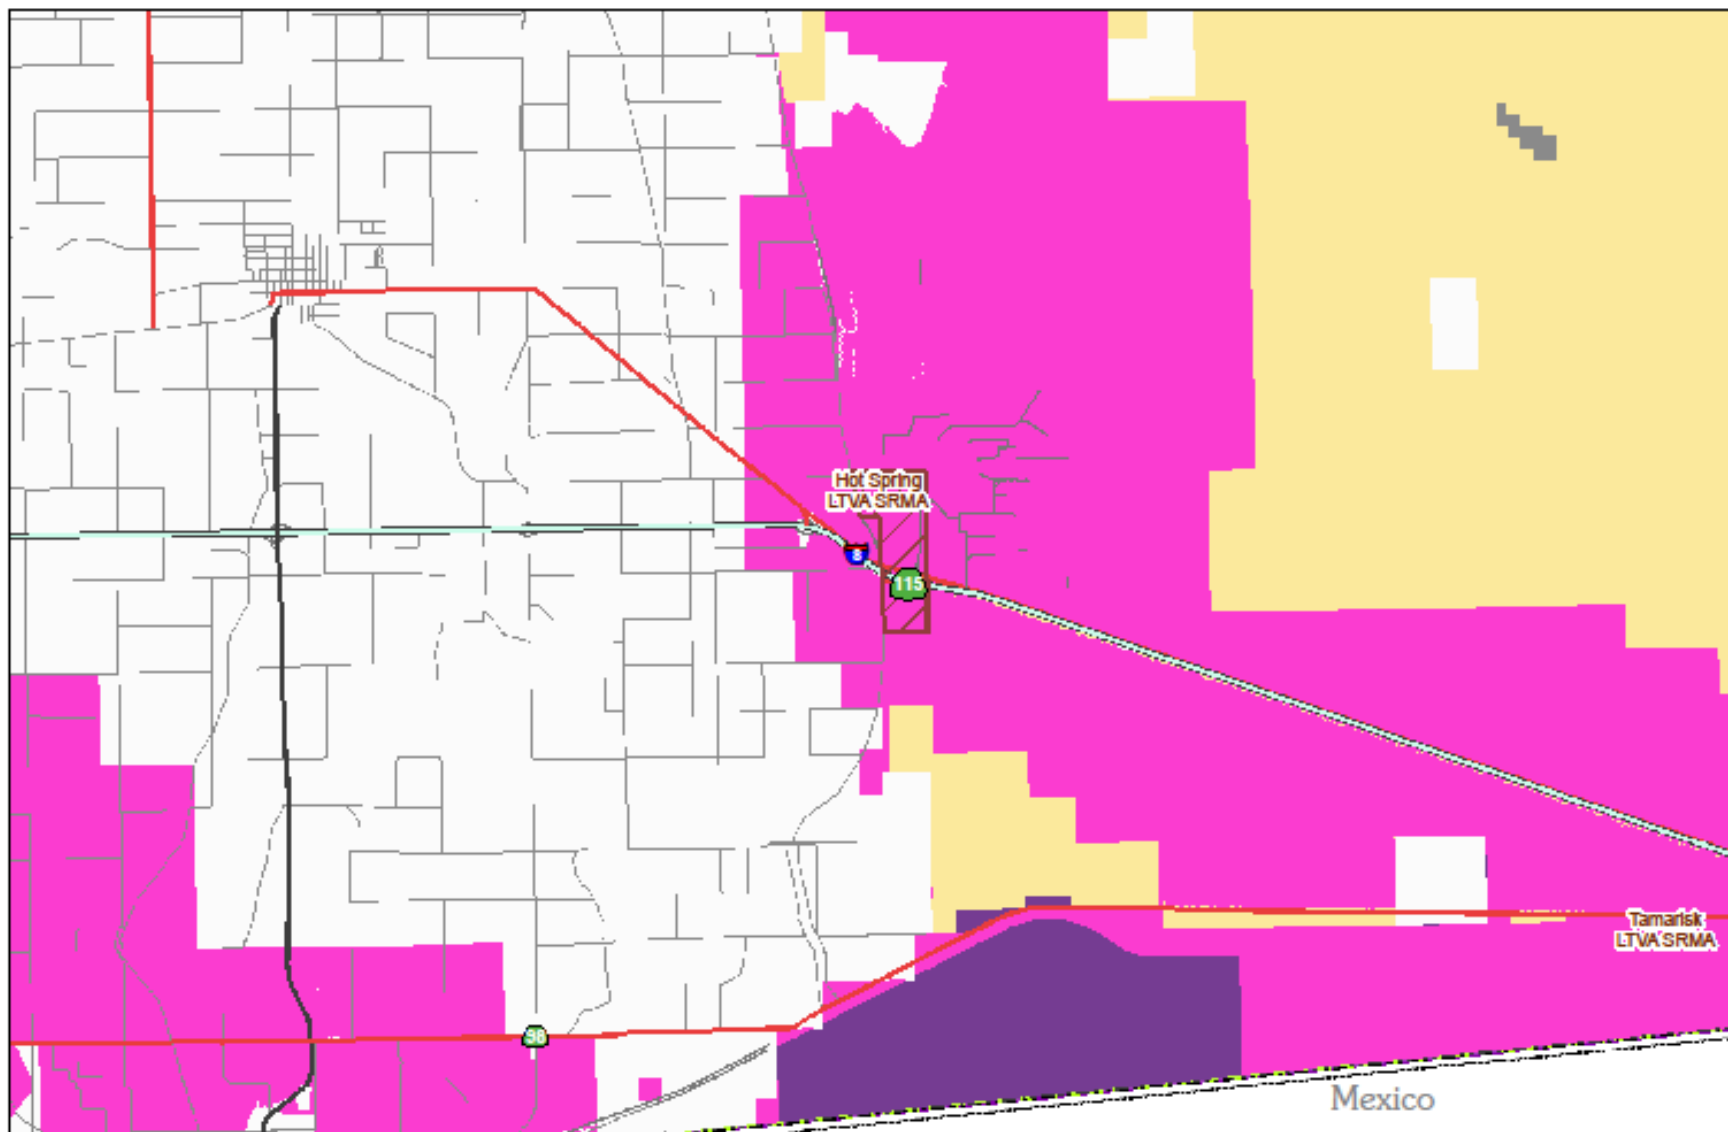 Hot Spring
LTVA SRMA
8
115
Tamarisk
LTVA SRMA
98
Mexico